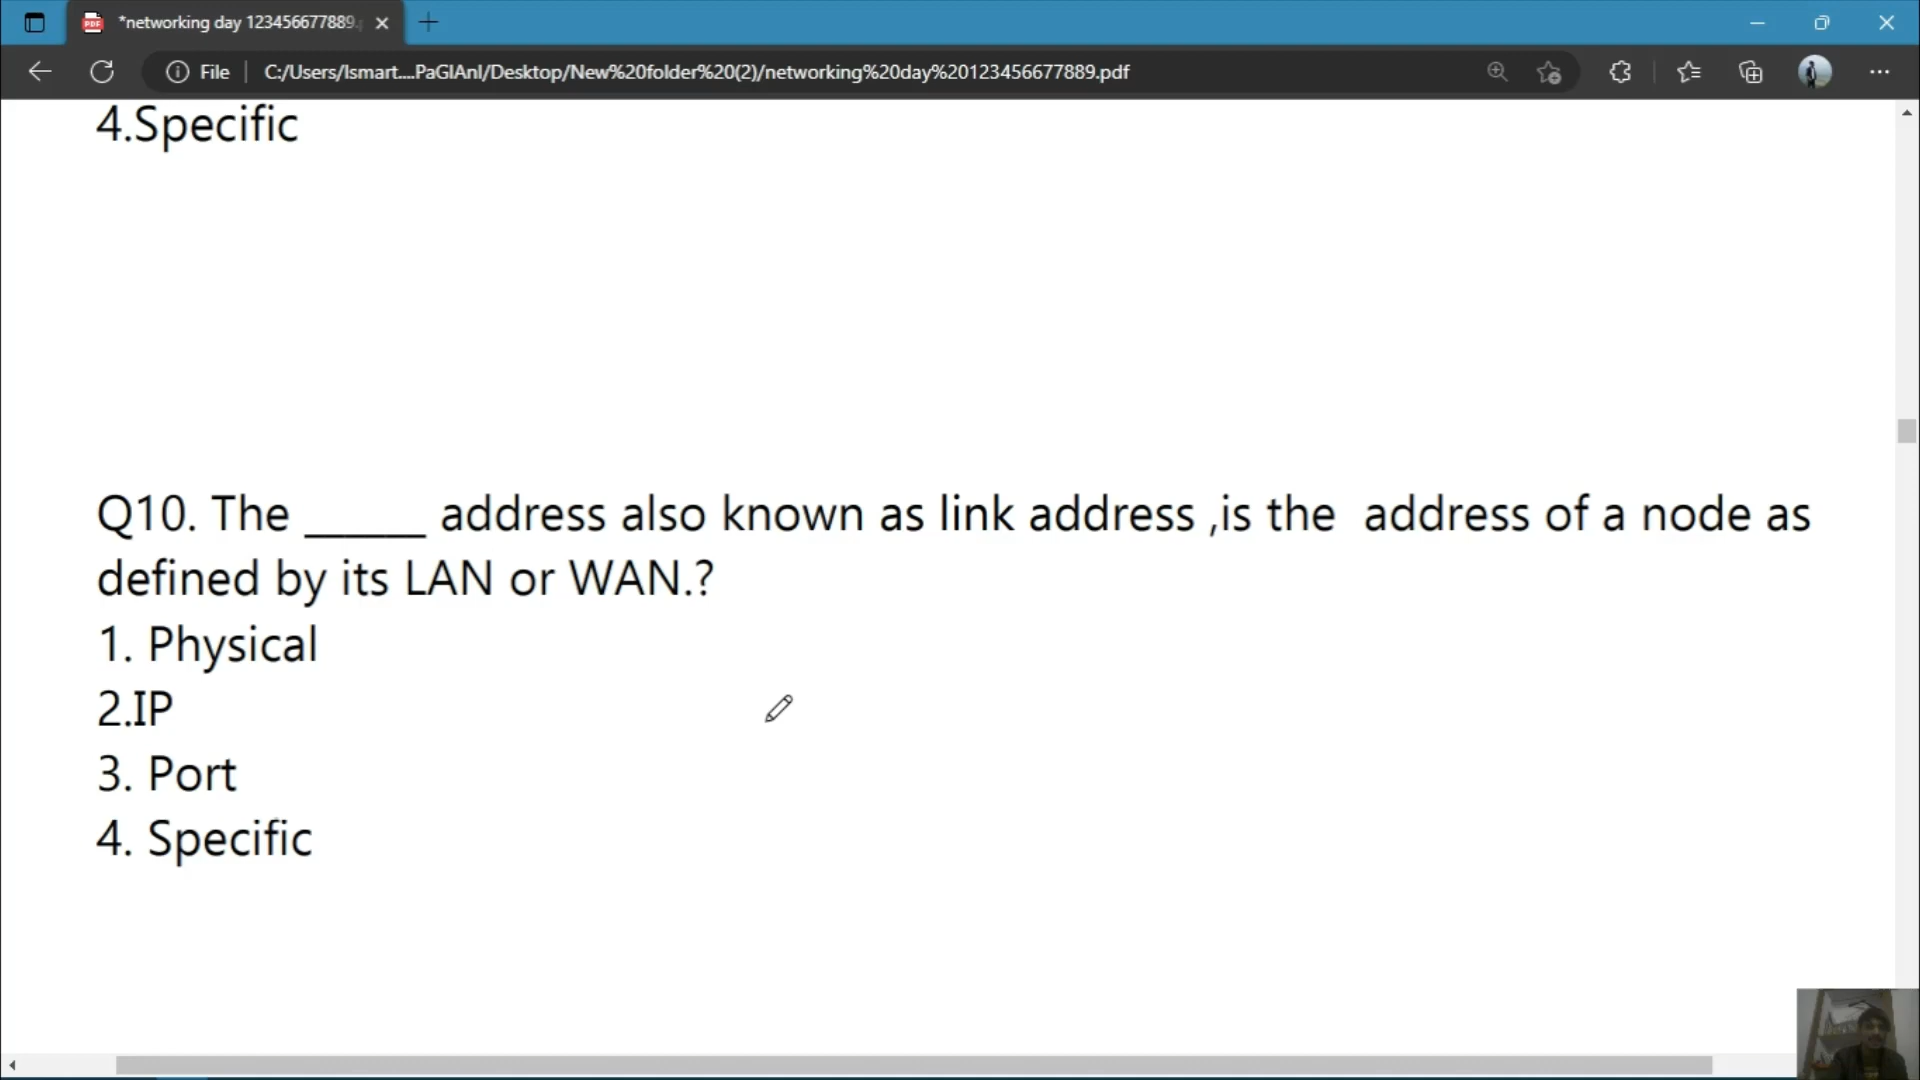 *networking day 123456677889.
File
C:/Users/Ismart....PaGIAnI/Desktop/New%20folder%20(2)/networking%20day%20123456677889.pdf
4.Specific
Q10. The ______ address also known as link address ,is the  address of a node as
defined by its LAN or WAN.?
1. Physical
2.IP
3. Port
4. Specific